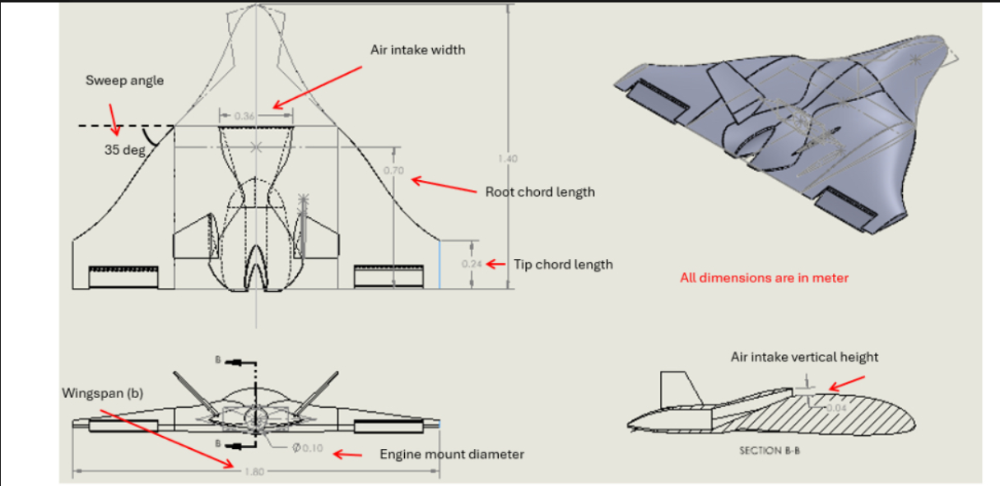 Air intake width
Sweep angle
0.36
35 deg
1.40
0.70
Root chord length
0.24
Tip chord length
All dimensions are in meter
Air intake vertical height
B
Wingspan (b)
0.04
B
Ø0.10
Engine mount diameter
SECTION B-B
1.80